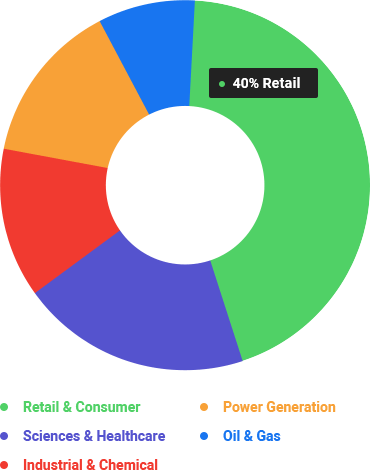 40% Retail
Retail & Consumer
Power Generation
Sciences & Healthcare
Oil & Gas
Industrial & Chemical